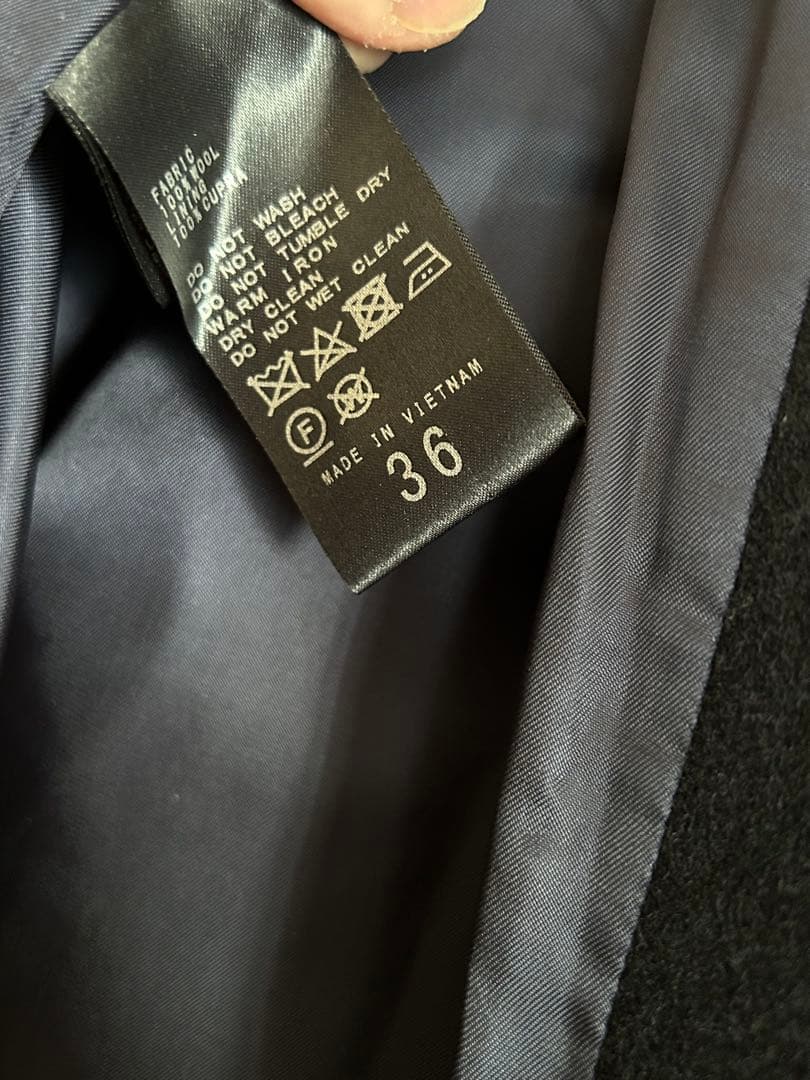 FABRIC
100% WOOL
LINING
100% CUPRA
DO NOT WASH
DO NOT BLEACH
DO NOT TUMBLE DRY
WARM IRON
DRY CLEAN
DO NOT WET CLEAN
F W
MADE IN VIETNAM
36